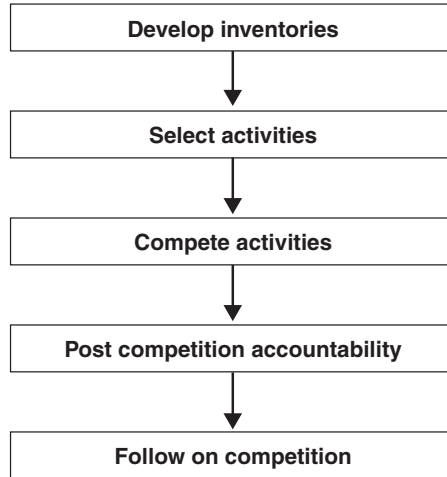 Develop inventories
Select activities
Compete activities
Post competition accountability
Follow on competition